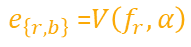 e_{r,b} =V(f_r, α)